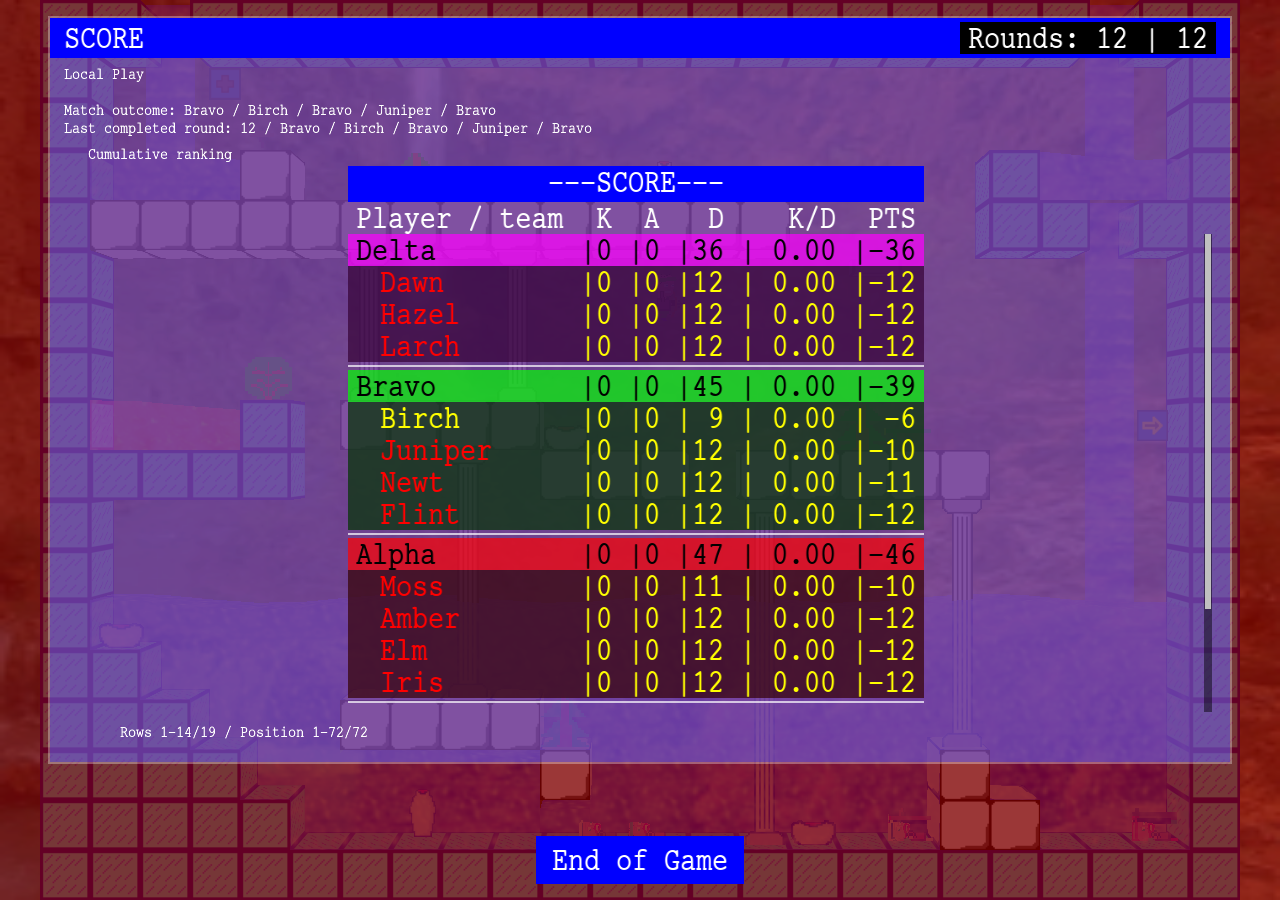 SCORE
Rounds: 12 | 12
Local Play
Match outcome: Bravo / Birch / Bravo / Juniper / Bravo
Last completed round: 12 / Bravo / Birch / Bravo / Juniper / Bravo
Cumulative ranking
---SCORE---
Player / team K A D K/D PTS
Delta |0 |0 |36 | 0.00 |-36
Dawn |0 |0 |12 | 0.00 |-12
Hazel |0 |0 |12 | 0.00 |-12
Larch |0 |0 |12 | 0.00 |-12
Bravo |0 |0 |45 | 0.00 |-39
Birch |0 |0 | 9 | 0.00 | -6
Juniper |0 |0 |12 | 0.00 |-10
Newt |0 |0 |12 | 0.00 |-11
Flint |0 |0 |12 | 0.00 |-12
Alpha |0 |0 |47 | 0.00 |-46
Moss |0 |0 |11 | 0.00 |-10
Amber |0 |0 |12 | 0.00 |-12
Elm |0 |0 |12 | 0.00 |-12
Iris |0 |0 |12 | 0.00 |-12
Rows 1-14/19 / Position 1-72/72
End of Game